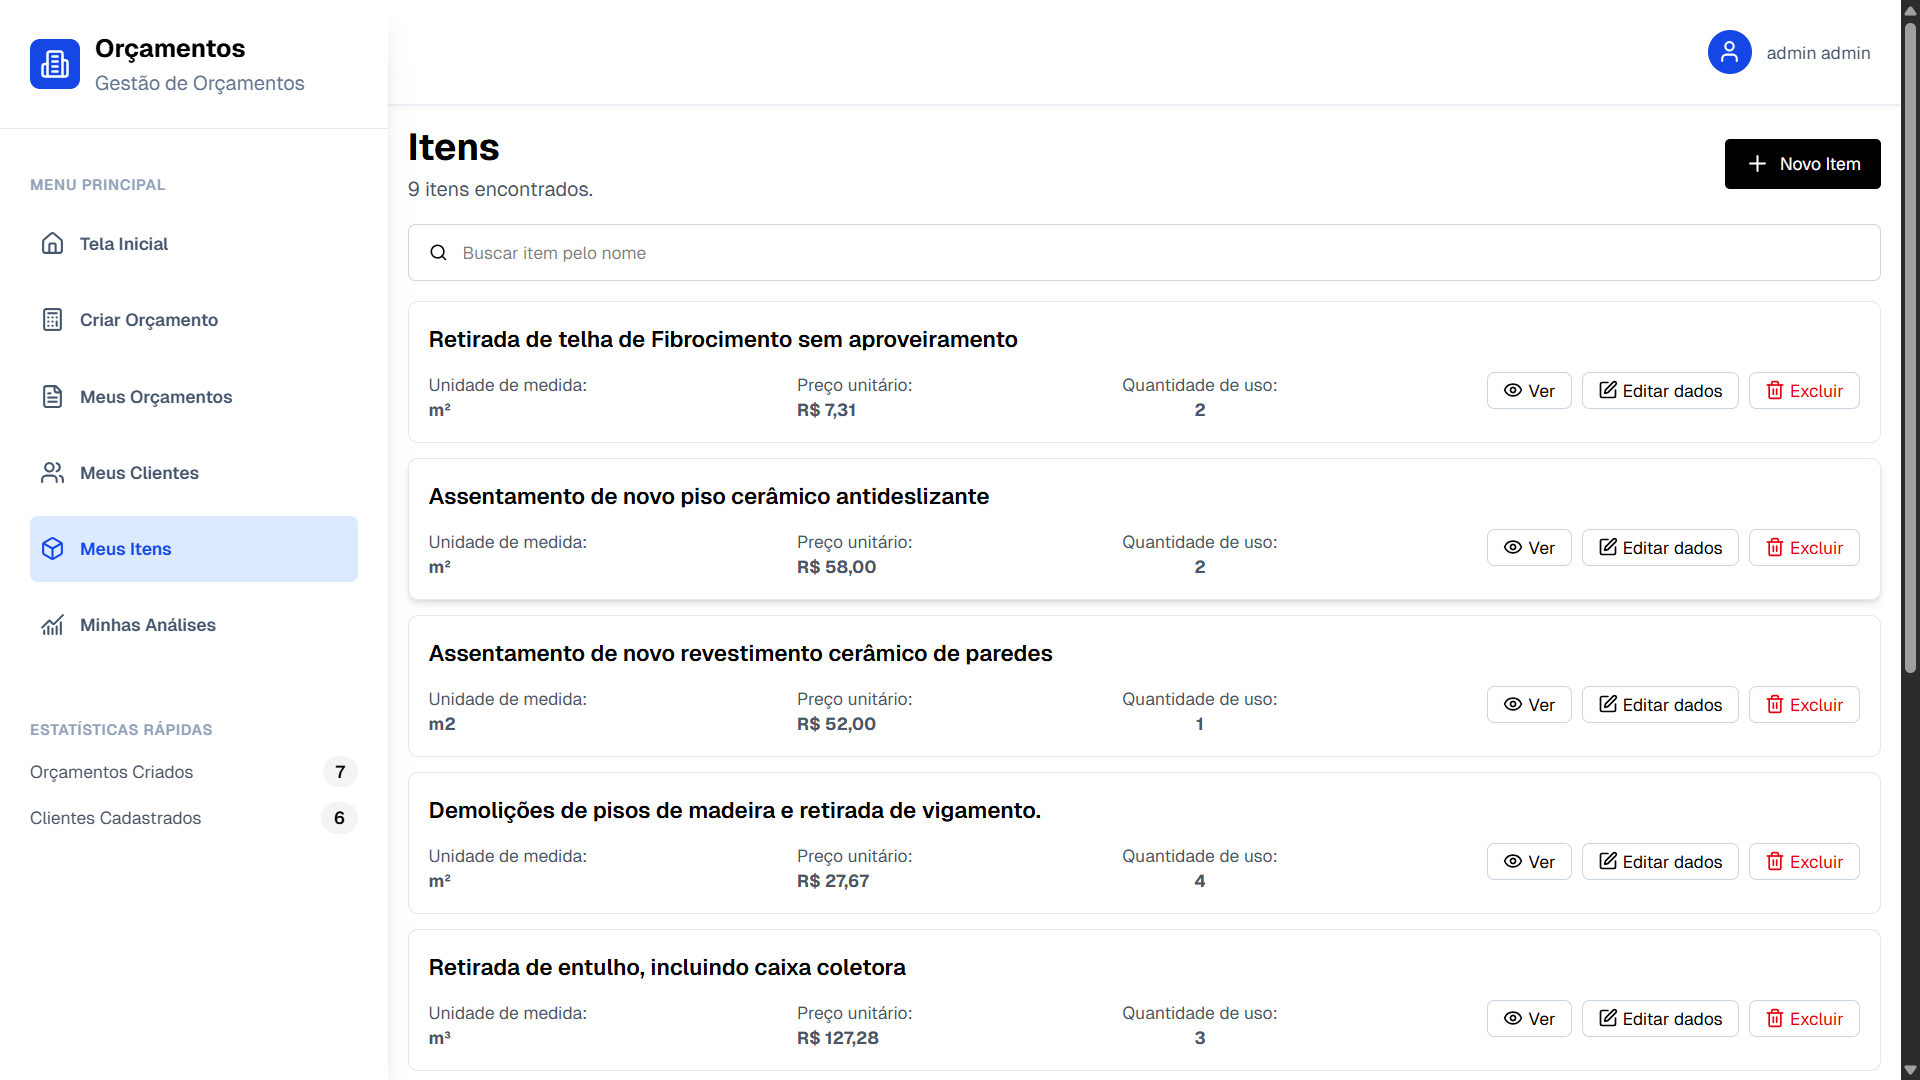 Orçamentos
Gestão de Orçamentos
admin admin
MENU PRINCIPAL
Tela Inicial
Criar Orçamento
Meus Orçamentos
Meus Clientes
Meus Itens
Minhas Análises
ESTATÍSTICAS RÁPIDAS
Orçamentos Criados 7
Clientes Cadastrados 6
Itens
9 itens encontrados.
Novo Item
Buscar item pelo nome
Retirada de telha de Fibrocimento sem aproveiramento
Unidade de medida: Preço unitário: Quantidade de uso:
m² R$ 7,31 2
Ver Editar dados Excluir
Assentamento de novo piso cerâmico antideslizante
Unidade de medida: Preço unitário: Quantidade de uso:
m² R$ 58,00 2
Ver Editar dados Excluir
Assentamento de novo revestimento cerâmico de paredes
Unidade de medida: Preço unitário: Quantidade de uso:
m2 R$ 52,00 1
Ver Editar dados Excluir
Demolições de pisos de madeira e retirada de vigamento.
Unidade de medida: Preço unitário: Quantidade de uso:
m² R$ 27,67 4
Ver Editar dados Excluir
Retirada de entulho, incluindo caixa coletora
Unidade de medida: Preço unitário: Quantidade de uso:
m³ R$ 127,28 3
Ver Editar dados Excluir